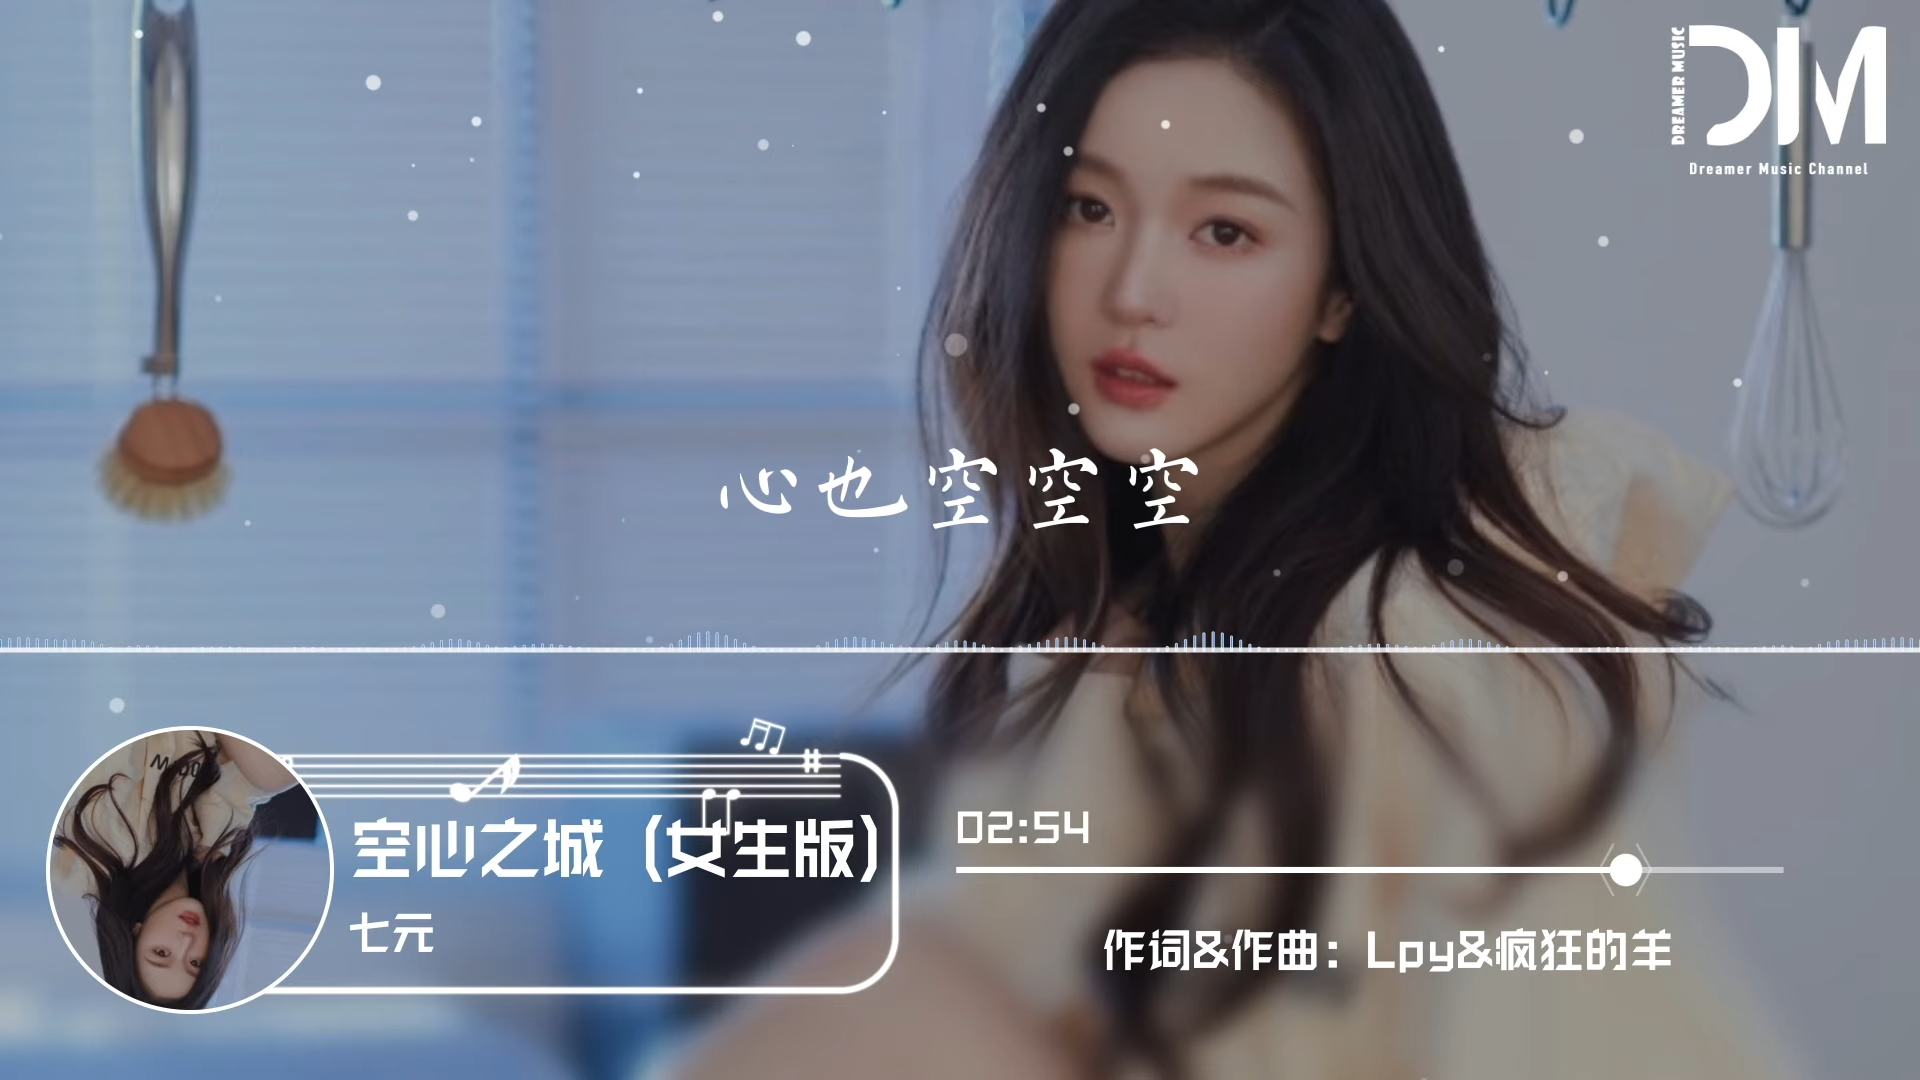 DREAMER MUSIC
DM
Dreamer Music Channel
心也空空空
空心之城（女生版）
七元
02:54
作词&作曲：Lpy&疯狂的羊